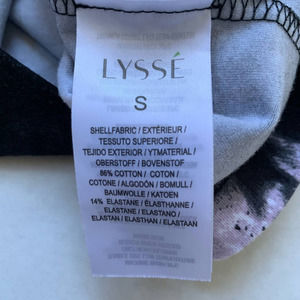 LYSSÉ
S
SHELLFABRIC / EXTÉRIEUR /
TESSUTO SUPERIORE /
TEJIDO EXTERIOR / YTMATERIAL /
OBERSTOFF / BOVENSTOF
86% COTTON / COTON /
COTONE / ALGODÓN / BOMULL /
BAUMWOLLE / KATOEN
14% ELASTANE / ÉLASTHANNE /
ELASTANE / ELASTANO /
ELASTAN / ELASTHAN / ELASTAAN